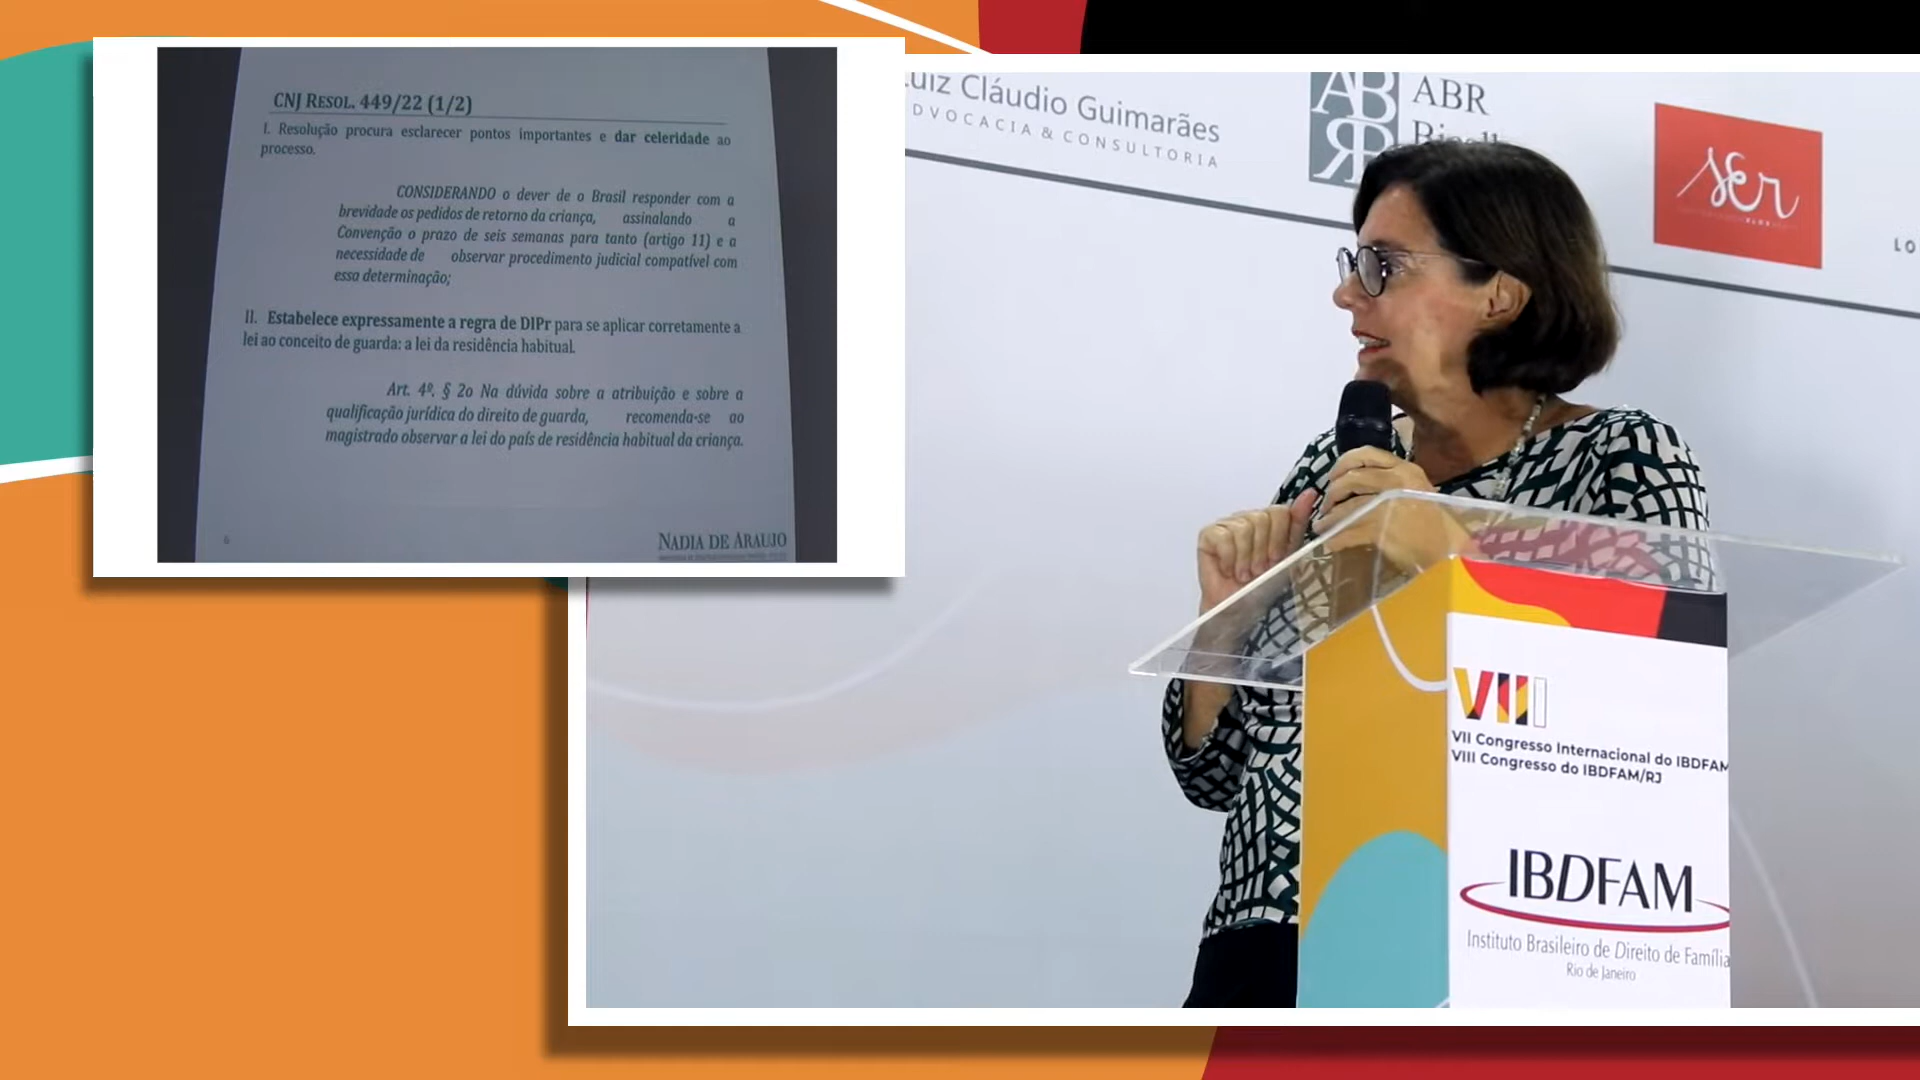 CNJ RESOL. 449/22 (1/2)
I. Resolução procura esclarecer pontos importantes e dar celeridade ao
processo.
CONSIDERANDO o dever de o Brasil responder com a
brevidade os pedidos de retorno da criança, assinalando a
Convenção o prazo de seis semanas para tanto (artigo 11) e a
necessidade de observar procedimento judicial compatível com
essa determinação;
II. Estabelece expressamente a regra de DIPr para se aplicar corretamente a
lei ao conceito de guarda: a lei da residência habitual.
Art. 4º. § 2o Na dúvida sobre a atribuição e sobre a
qualificação jurídica do direito de guarda, recomenda-se ao
magistrado observar a lei do país de residência habitual da criança.
6
NADIA DE ARAUJO
Luiz Cláudio Guimarães
DVOCACIA & CONSULTORIA
ABR
ABR
ser
LO
VIII
VII Congresso Internacional do IBDFAM
VIII Congresso do IBDFAM/RJ
IBDFAM
Instituto Brasileiro de Direito de Família
Rio de Janeiro